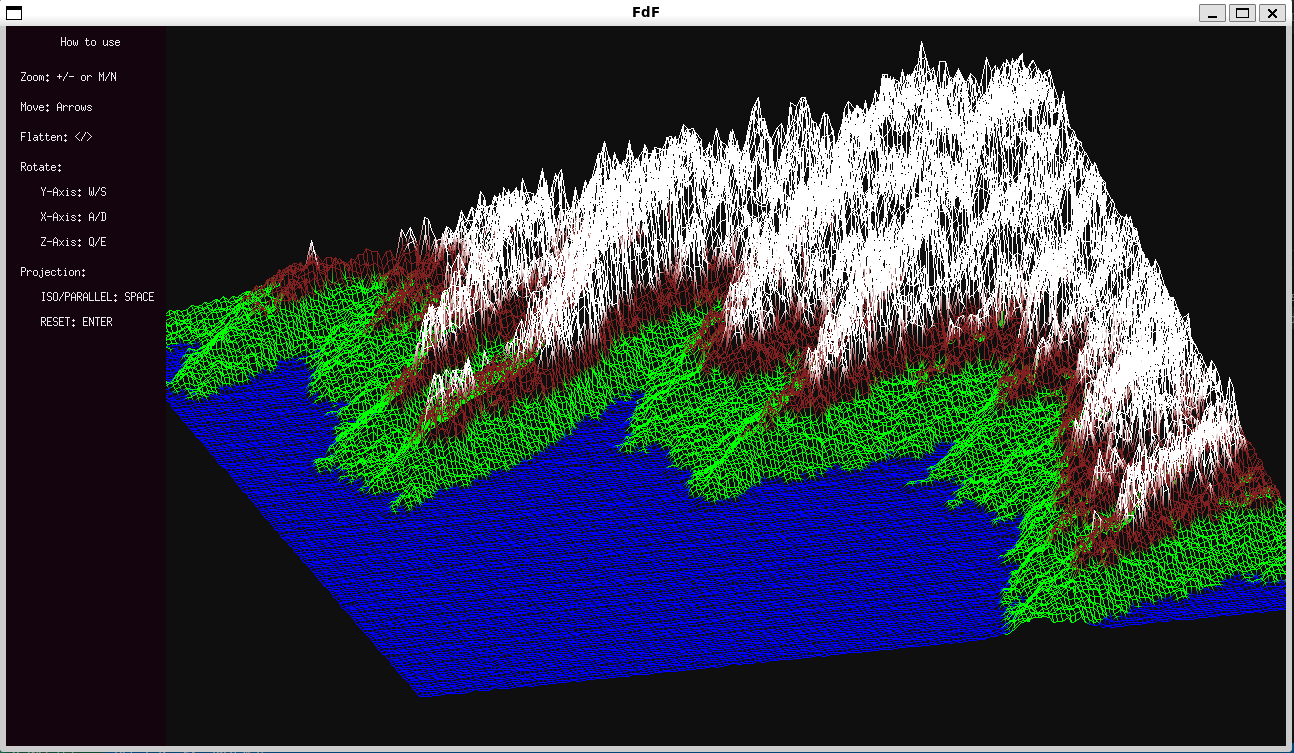 FdF
How to use
Zoom: +/- or M/N
Move: Arrows
Flatten: </>
Rotate:
Y-Axis: W/S
X-Axis: A/D
Z-Axis: Q/E
Projection:
ISO/PARALLEL: SPACE
RESET: ENTER